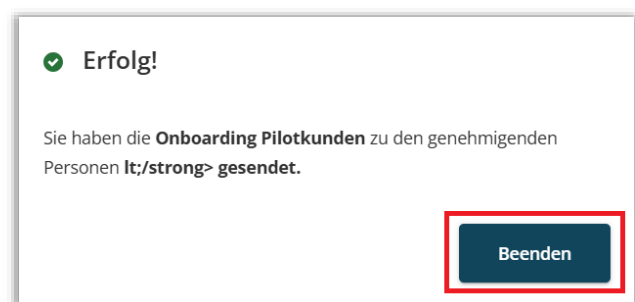 Erfolg!
Sie haben die Onboarding Pilotkunden zu den genehmigenden
Personen lt;/strong> gesendet.
Beenden